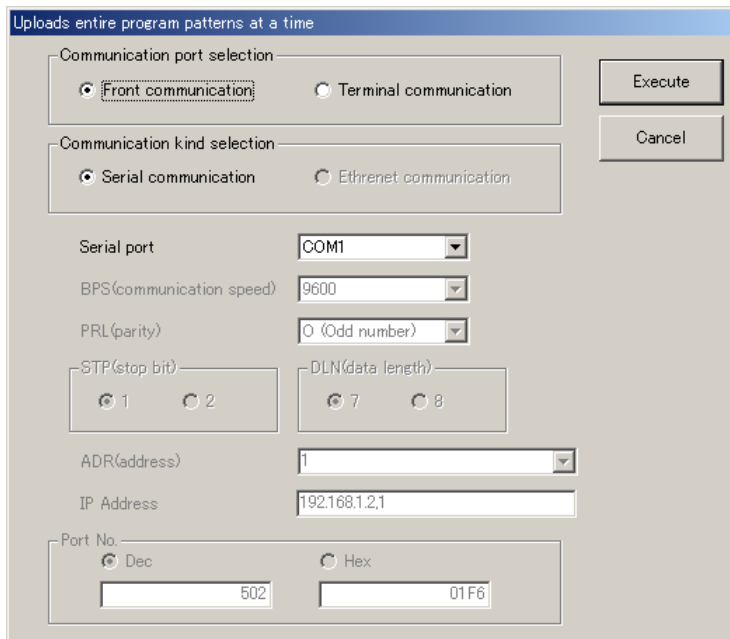 Uploads entire program patterns at a time
Communication port selection
Front communication Terminal communication
Execute
Communication kind selection
Cancel
Serial communication Ethrenet communication
Serial port COM1
BPS(communication speed) 9600
PRL(parity) O (Odd number)
STP(stop bit) DLN(data length)
1 2 7 8
ADR(address) 1
IP Address 192.168.1.2,1
Port No.
Dec Hex
502 01F6